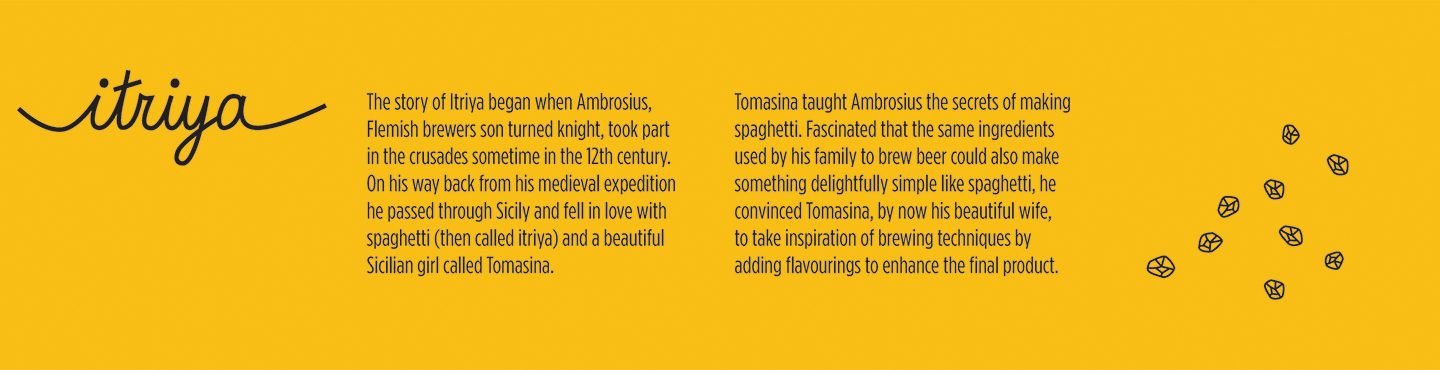 itriya
The story of Itriya began when Ambrosius,
Flemish brewers son turned knight, took part
in the crusades sometime in the 12th century.
On his way back from his medieval expedition
he passed through Sicily and fell in love with
spaghetti (then called itriya) and a beautiful
Sicilian girl called Tomasina.
Tomasina taught Ambrosius the secrets of making
spaghetti. Fascinated that the same ingredients
used by his family to brew beer could also make
something delightfully simple like spaghetti, he
convinced Tomasina, by now his beautiful wife,
to take inspiration of brewing techniques by
adding flavourings to enhance the final product.